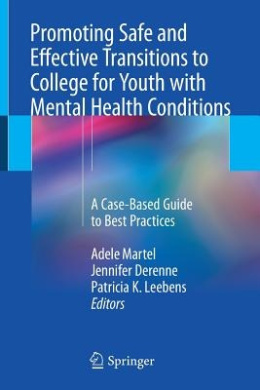 Promoting Safe and
Effective Transitions to
College for Youth with
Mental Health Conditions
A Case-Based Guide
to Best Practices
Adele Martel
Jennifer Derenne
Patricia K. Leebens
Editors
Springer